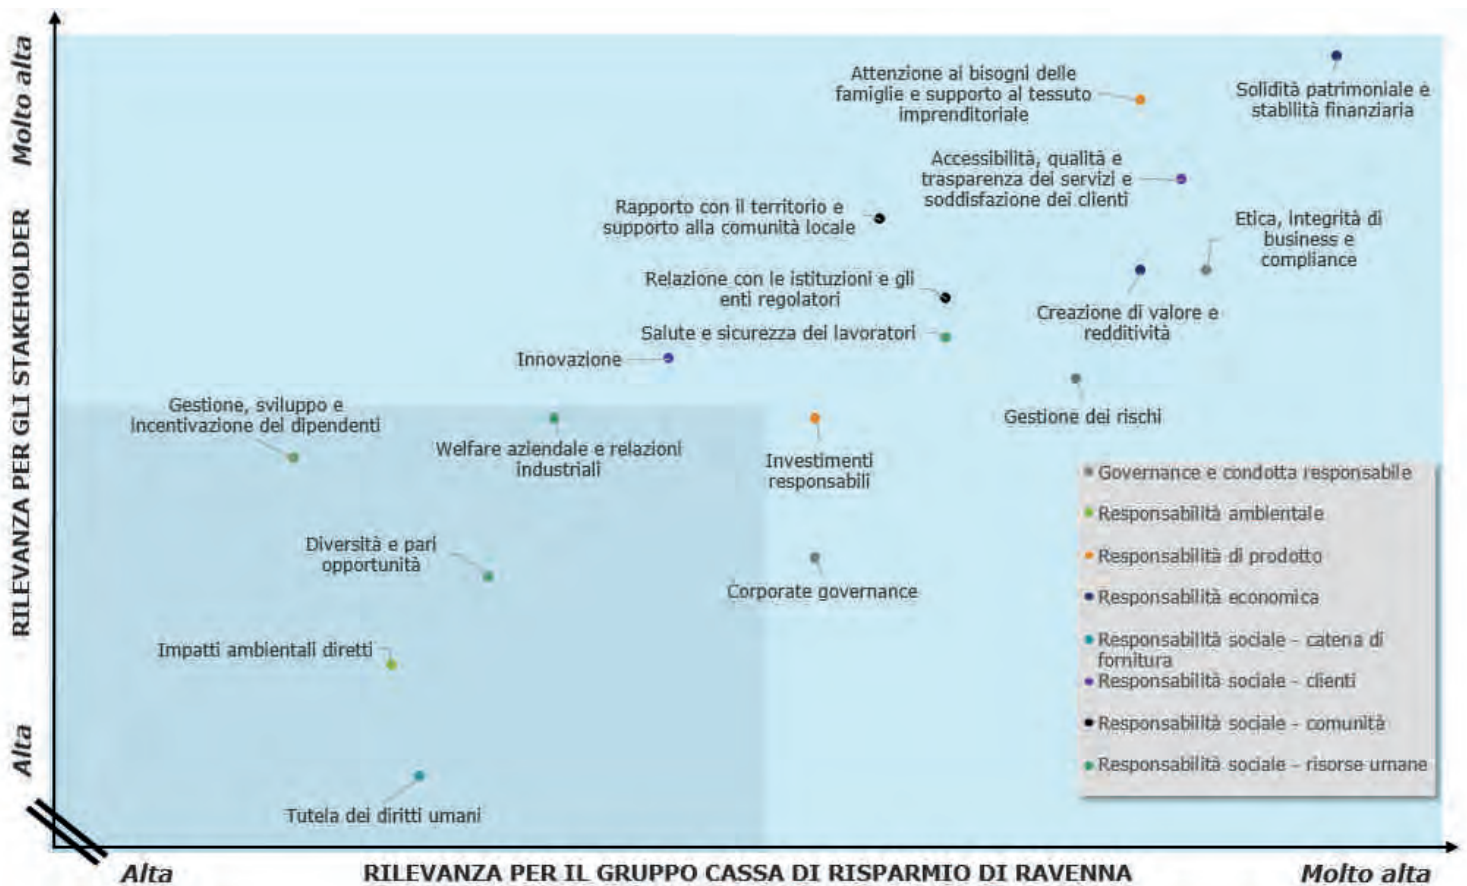 Molto alta
RILEVANZA PER GLI STAKEHOLDER
Alta
Attenzione ai bisogni delle
famiglie e supporto al tessuto
imprenditoriale
Solidità patrimoniale e
stabilità finanziaria
Accessibilità, qualità e
trasparenza dei servizi e
soddisfazione dei clienti
Rapporto con il territorio e
supporto alla comunità locale
Etica, integrità di
business e
compliance
Relazione con le istituzioni e gli
enti regolatori
Creazione di valore e
redditività
Salute e sicurezza dei lavoratori
Innovazione
Gestione, sviluppo e
incentivazione dei dipendenti
Gestione dei rischi
Welfare aziendale e relazioni
industriali
Investimenti
responsabili
Diversità e pari
opportunità
Corporate governance
Impatti ambientali diretti
Tutela dei diritti umani
Governance e condotta responsabile
Responsabilità ambientale
Responsabilità di prodotto
Responsabilità economica
Responsabilità sociale - catena di
fornitura
Responsabilità sociale - clienti
Responsabilità sociale - comunità
Responsabilità sociale - risorse umane
Alta
RILEVANZA PER IL GRUPPO CASSA DI RISPARMIO DI RAVENNA
Molto alta